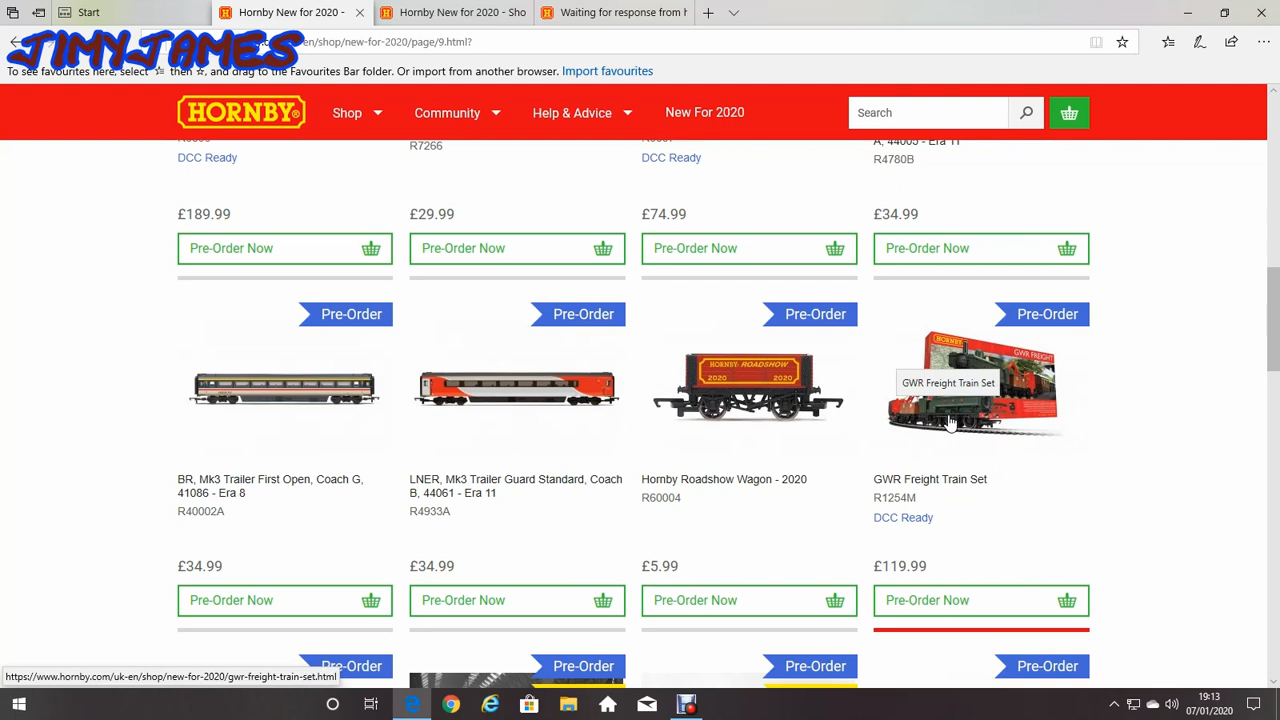 Hornby New for 2020 -
Hornby New for 2020 - Sho
Waiting for response from h
JIMYJAMES
en/shop/new-for-2020/page/9.html?
To see favourites here, select ☆ then ☆, and drag to the Favourites Bar folder. Or import from another browser. Import favourites
HORNBY® Shop Community Help & Advice New For 2020 Search
R7266
A, 44005 - Era 11
DCC Ready DCC Ready R4780B
£189.99 £29.99 £74.99 £34.99
Pre-Order Now Pre-Order Now Pre-Order Now Pre-Order Now
Pre-Order Pre-Order Pre-Order Pre-Order
HORNBY
GWR FREIGHT
HORNBY ROADSHOW
2020 2020
GWR Freight Train Set
BR, Mk3 Trailer First Open, Coach G,
41086 - Era 8
R40002A
LNER, Mk3 Trailer Guard Standard, Coach
B, 44061 - Era 11
R4933A
Hornby Roadshow Wagon - 2020
R60004
GWR Freight Train Set
R1254M
DCC Ready
£34.99 £34.99 £5.99 £119.99
Pre-Order Now Pre-Order Now Pre-Order Now Pre-Order Now
Pre-Order Pre-Order Pre-Order Pre-Order
https://www.hornby.com/uk-en/shop/new-for-2020/gwr-freight-train-set.html
19:13
07/01/2020